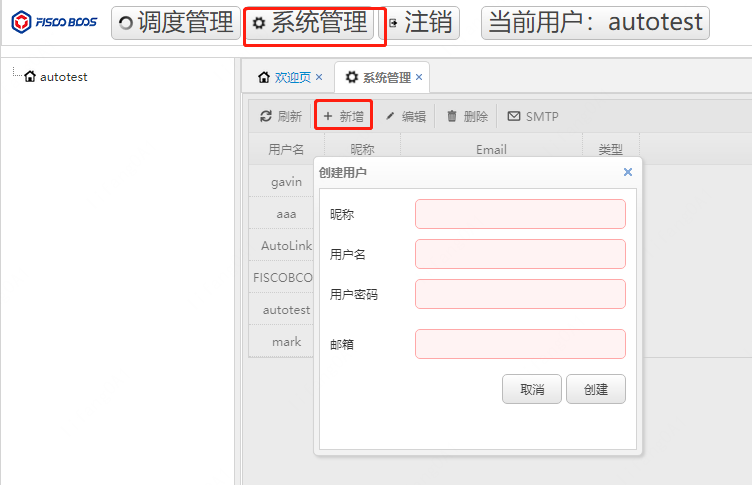 FISCO BCOS 调度管理 系统管理 注销 当前用户：autotest
autotest
欢迎页 × 系统管理 ×
刷新 新增 编辑 删除 SMTP
用户名 昵称 Email 类型
创建用户 ×
gavin
昵称
aaa
AutoLink
用户名
FISCOBCO
用户密码
autotest
mark
邮箱
取消 创建